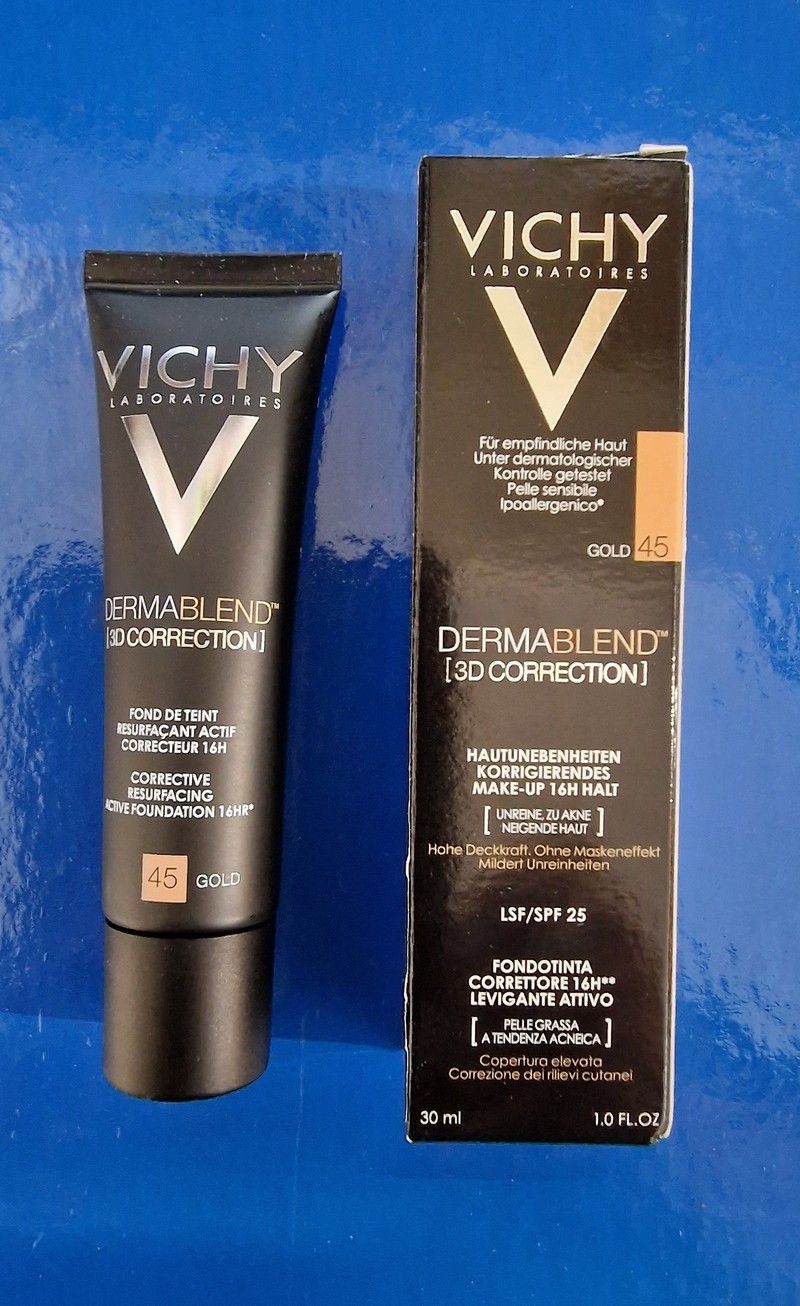 VICHY
LABORATOIRES
V
DERMABLEND™
[3D CORRECTION]
FOND DE TEINT
RESURFAÇANT ACTIF
CORRECTEUR 16H
CORRECTIVE
RESURFACING
ACTIVE FOUNDATION 16HR*
45 GOLD
VICHY
LABORATOIRES
V
Für empfindliche Haut
Unter dermatologischer
Kontrolle getestet
Pelle sensibile
Ipoallergenico*
GOLD 45
DERMABLEND™
[3D CORRECTION]
HAUTUNEBENHEITEN
KORRIGIERENDES
MAKE-UP 16H HALT
[UNREINE, ZU AKNE
NEIGENDE HAUT]
Hohe Deckkraft. Ohne Maskeneffekt
Mildert Unreinheiten
LSF/SPF 25
FONDOTINTA
CORRETTORE 16H**
LEVIGANTE ATTIVO
[PELLE GRASSA
A TENDENZA ACNEICA]
Copertura elevata
Correzione dei rilievi cutanei
30 ml 1.0 FL.OZ